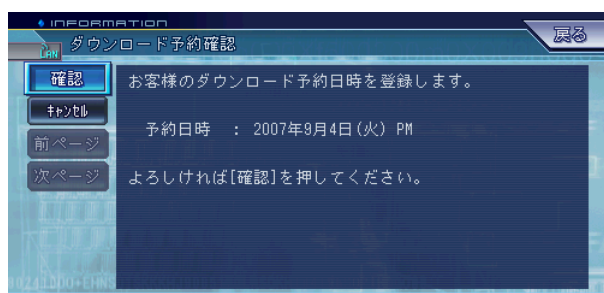 INFORMATION
LAN ダウンロード予約確認
戻る
確認
お客様のダウンロード予約日時を登録します。
キャンセル
予約日時 : 2007年9月4日(火) PM
前ページ
次ページ
よろしければ[確認]を押してください。